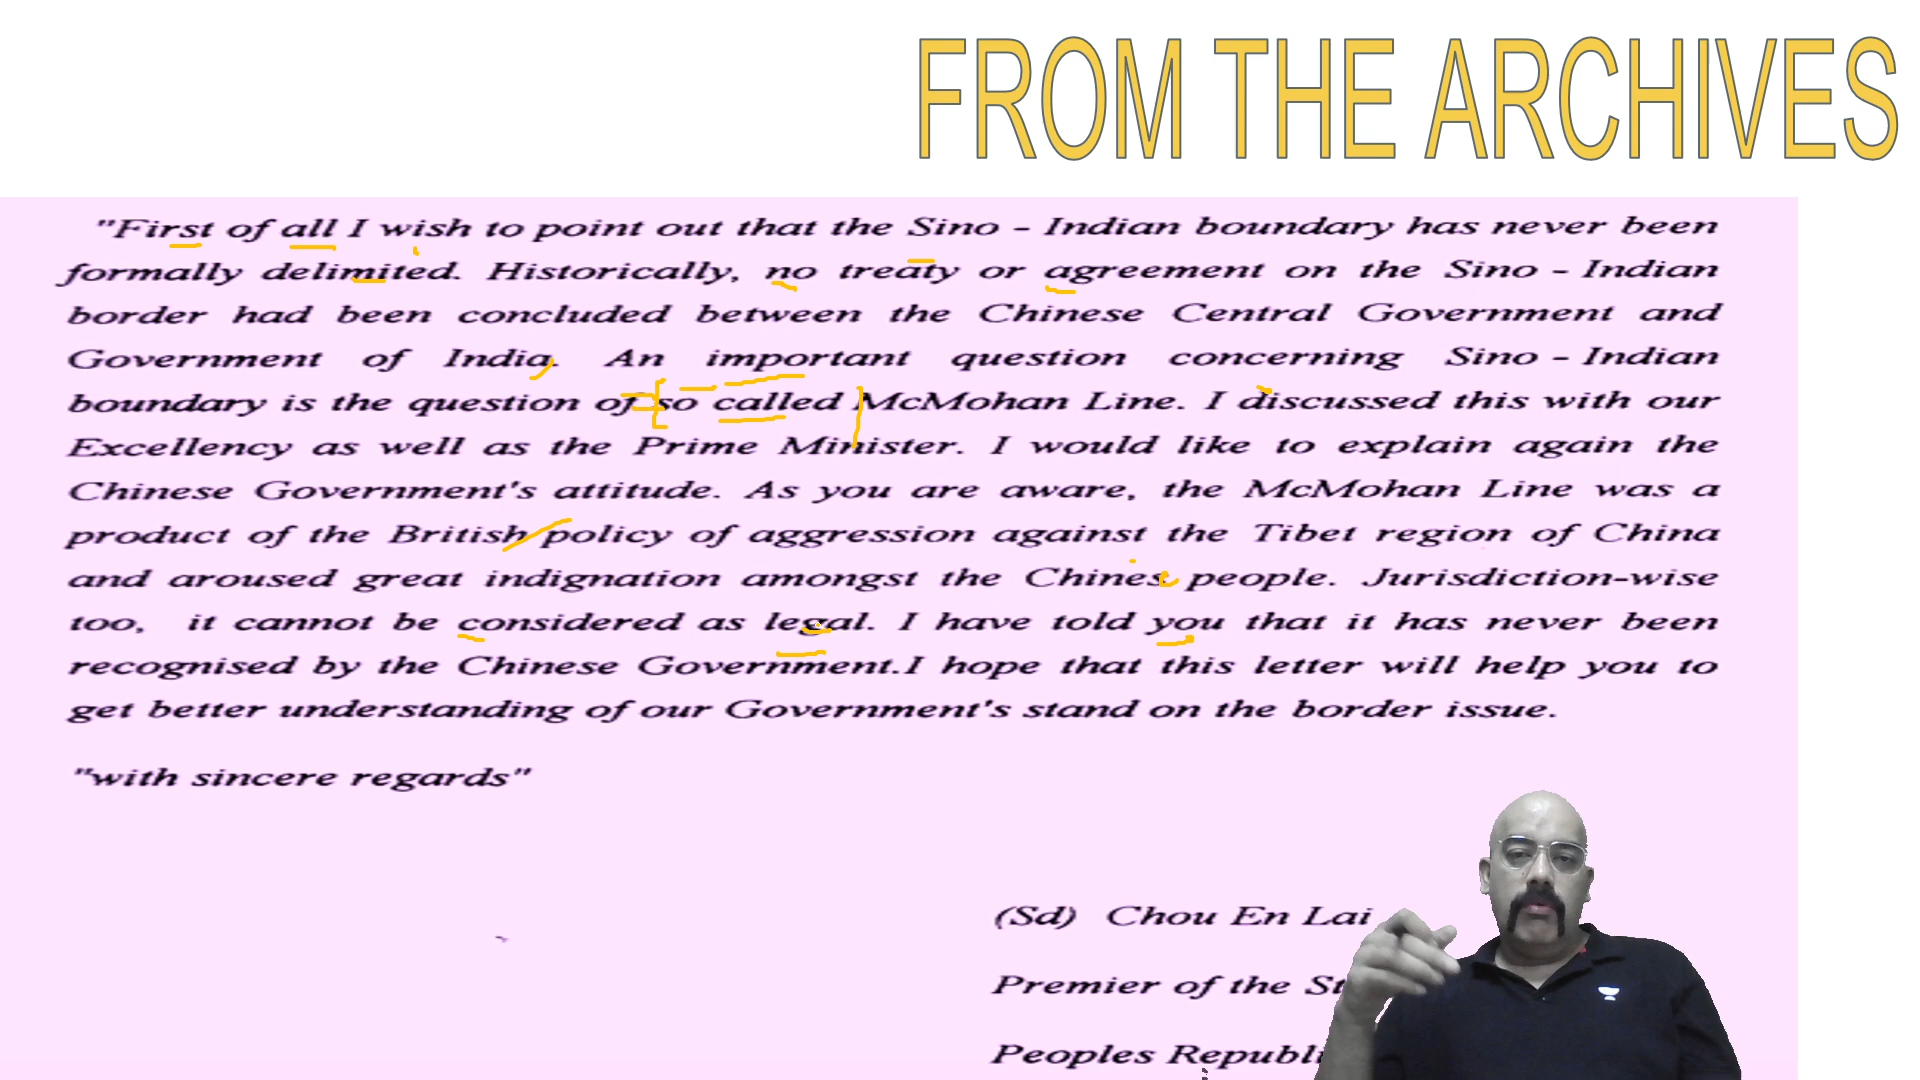 FROM THE ARCHIVES
"First of all I wish to point out that the Sino - Indian boundary has never been
formally delimited. Historically, no treaty or agreement on the Sino - Indian
border had been concluded between the Chinese Central Government and
Government of India. An important question concerning Sino - Indian
boundary is the question of so called McMohan Line. I discussed this with our
Excellency as well as the Prime Minister. I would like to explain again the
Chinese Government's attitude. As you are aware, the McMohan Line was a
product of the British policy of aggression against the Tibet region of China
and aroused great indignation amongst the Chinese people. Jurisdiction-wise
too, it cannot be considered as legal. I have told you that it has never been
recognised by the Chinese Government.I hope that this letter will help you to
get better understanding of our Government's stand on the border issue.
"with sincere regards"
(Sd) Chou En Lai
Premier of the
Peoples